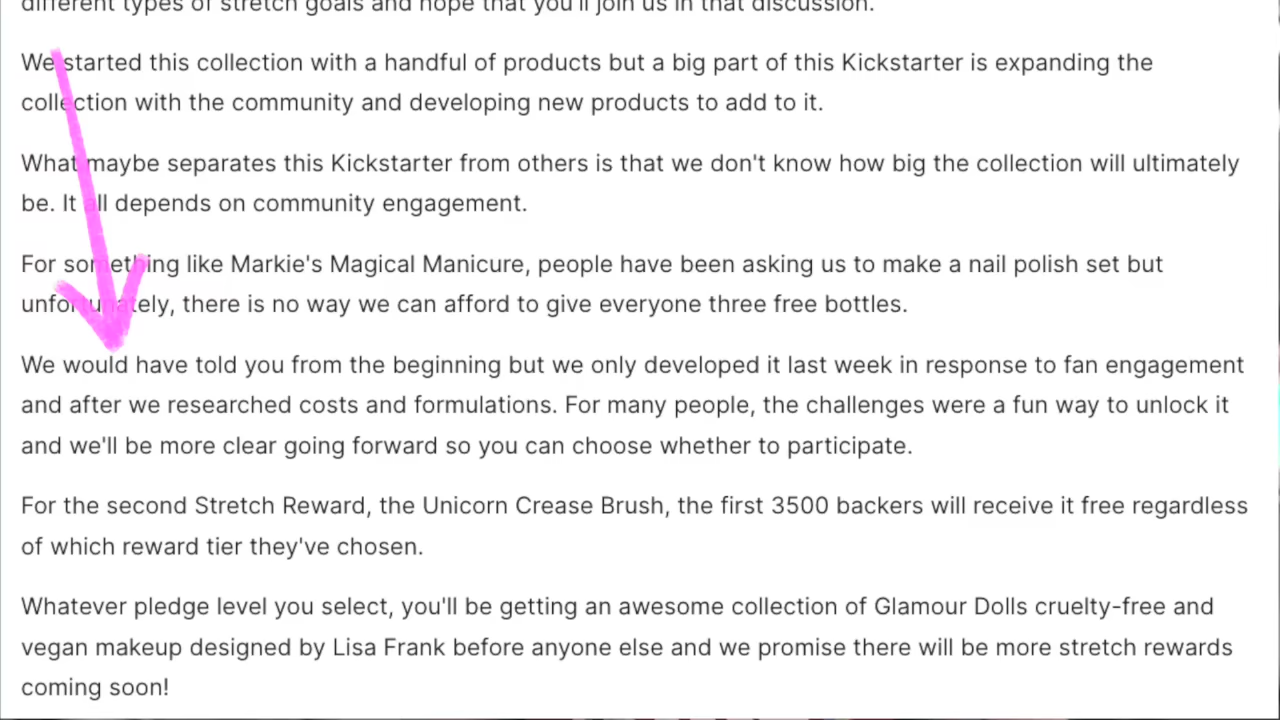 different types of stretch goals and hope that you'll join us in that discussion.
We started this collection with a handful of products but a big part of this Kickstarter is expanding the
collection with the community and developing new products to add to it.
What maybe separates this Kickstarter from others is that we don't know how big the collection will ultimately
be. It all depends on community engagement.
For something like Markie's Magical Manicure, people have been asking us to make a nail polish set but
unfortunately, there is no way we can afford to give everyone three free bottles.
We would have told you from the beginning but we only developed it last week in response to fan engagement
and after we researched costs and formulations. For many people, the challenges were a fun way to unlock it
and we'll be more clear going forward so you can choose whether to participate.
For the second Stretch Reward, the Unicorn Crease Brush, the first 3500 backers will receive it free regardless
of which reward tier they've chosen.
Whatever pledge level you select, you'll be getting an awesome collection of Glamour Dolls cruelty-free and
vegan makeup designed by Lisa Frank before anyone else and we promise there will be more stretch rewards
coming soon!